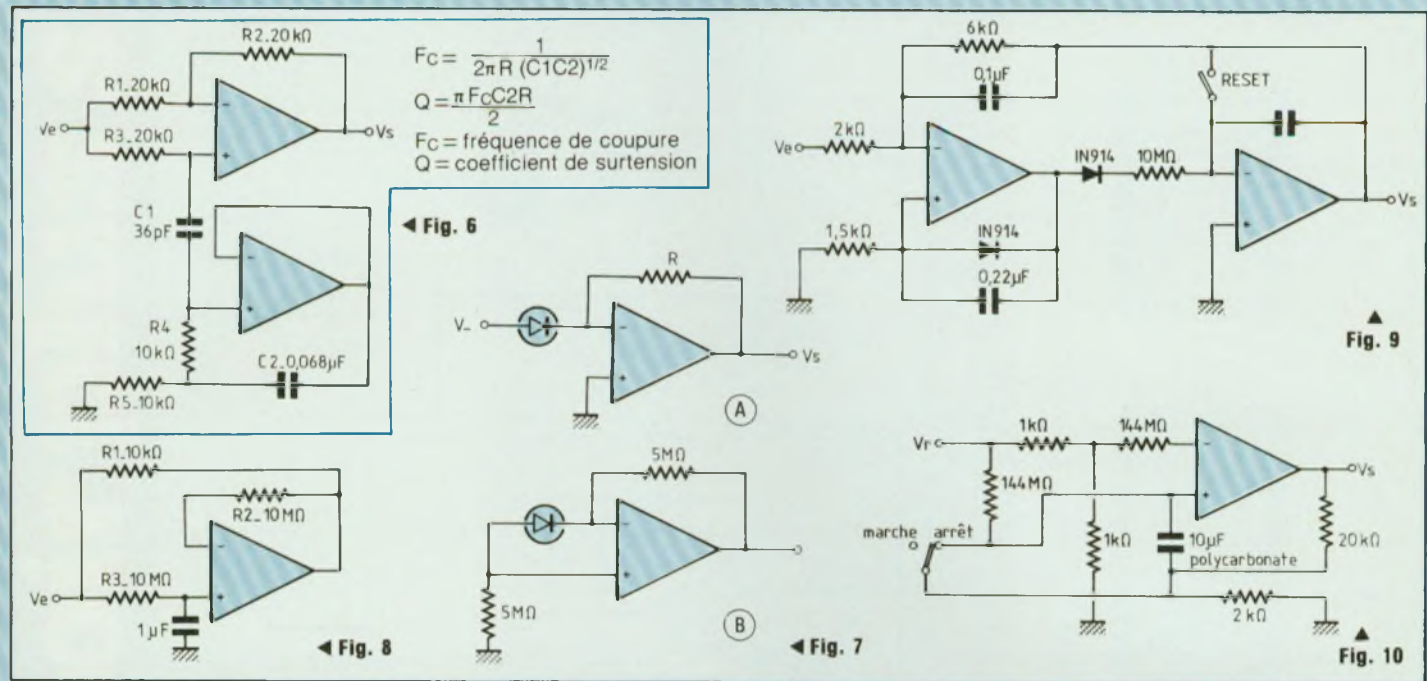 R2_20kΩ
R1_20kΩ
Ve
R3_20kΩ
-
+
Vs
C1
36pF
R4
10kΩ
C2_0,068µF
R5_10kΩ
Fc = 1 / 2π R (C1C2)^1/2
Q = π FcC2R / 2
Fc = fréquence de coupure
Q = coefficient de surtension
◄ Fig. 6
R
V-
-
+
Vs
A
5MΩ
-
+
5MΩ
B
◄ Fig. 7
R1_10kΩ
R2_10MΩ
Ve
R3_10MΩ
-
+
1µF
◄ Fig. 8
6kΩ
0,1µF
RESET
Ve
2kΩ
-
+
IN914
10MΩ
1,5kΩ
IN914
0,22µF
-
+
Vs
▲
Fig. 9
Vr
1kΩ
144MΩ
-
+
Vs
144MΩ
marche
arrêt
1kΩ
10µF
polycarbonate
20kΩ
2kΩ
▲
Fig. 10